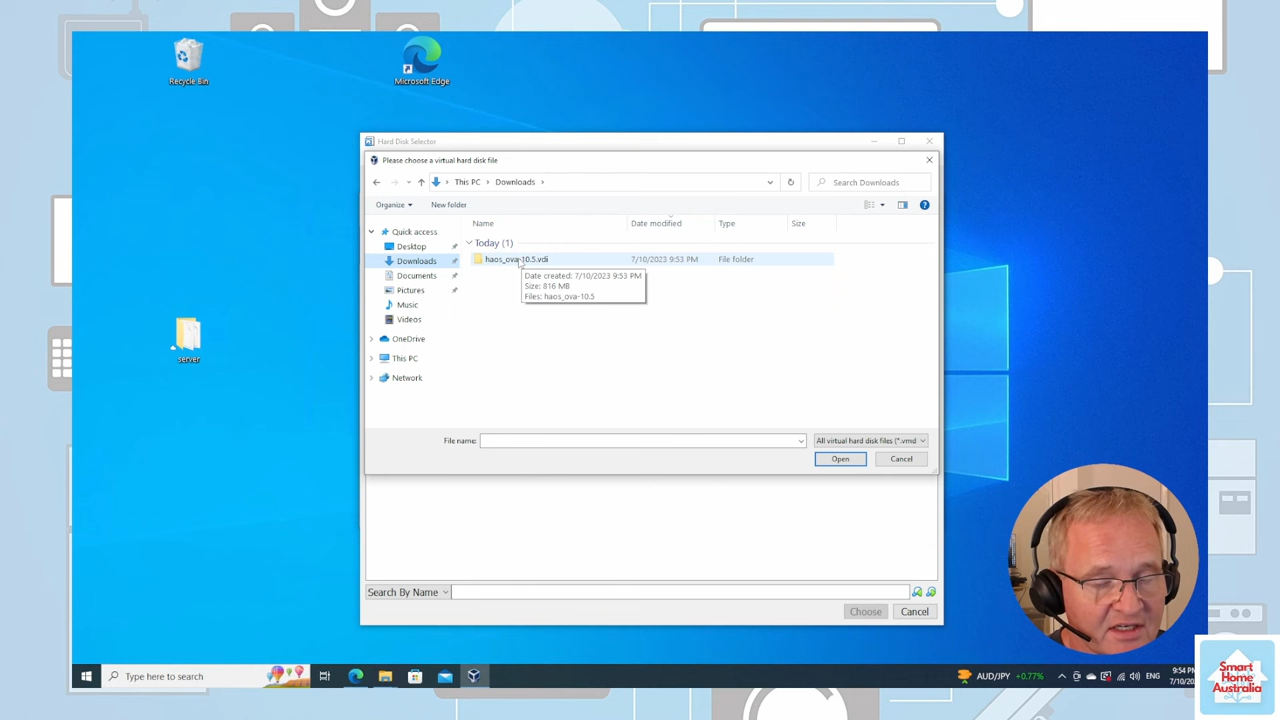 Recycle Bin
Microsoft Edge
Hard Disk Selector
Please choose a virtual hard disk file
This PC > Downloads >
Search Downloads
Organize
New folder
Name
Date modified
Type
Size
Quick access
Today (1)
Desktop
haos_ova-10.5.vdi
7/10/2023 9:53 PM
File folder
Downloads
Date created: 7/10/2023 9:53 PM
Size: 816 MB
Files: haos_ova-10.5
Documents
Pictures
Music
Videos
OneDrive
This PC
Network
server
File name:
All virtual hard disk files (*.vmd
Open
Cancel
Search By Name
Choose
Cancel
Type here to search
AUD/JPY +0.77%
ENG
9:54 PM
Smart
Home
Australia